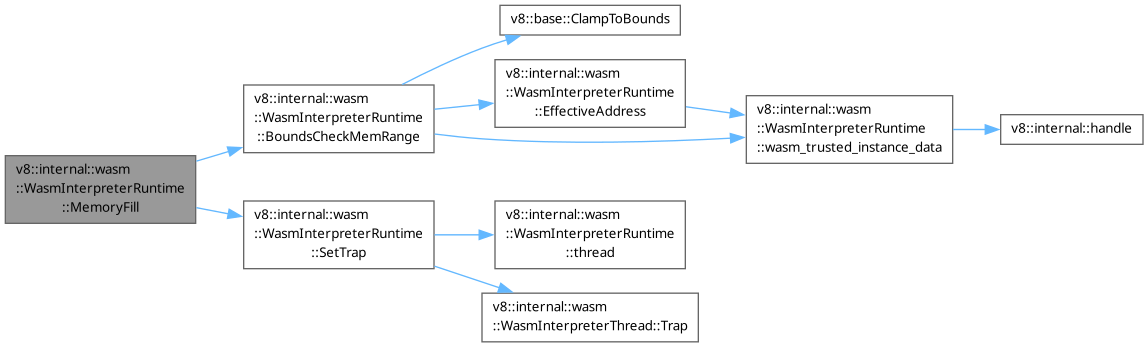 v8::internal::wasm
::WasmInterpreterRuntime
::MemoryFill
v8::internal::wasm
::WasmInterpreterRuntime
::BoundsCheckMemRange
v8::base::ClampToBounds
v8::internal::wasm
::WasmInterpreterRuntime
::EffectiveAddress
v8::internal::wasm
::WasmInterpreterRuntime
::wasm_trusted_instance_data
v8::internal::handle
v8::internal::wasm
::WasmInterpreterRuntime
::SetTrap
v8::internal::wasm
::WasmInterpreterRuntime
::thread
v8::internal::wasm
::WasmInterpreterThread::Trap